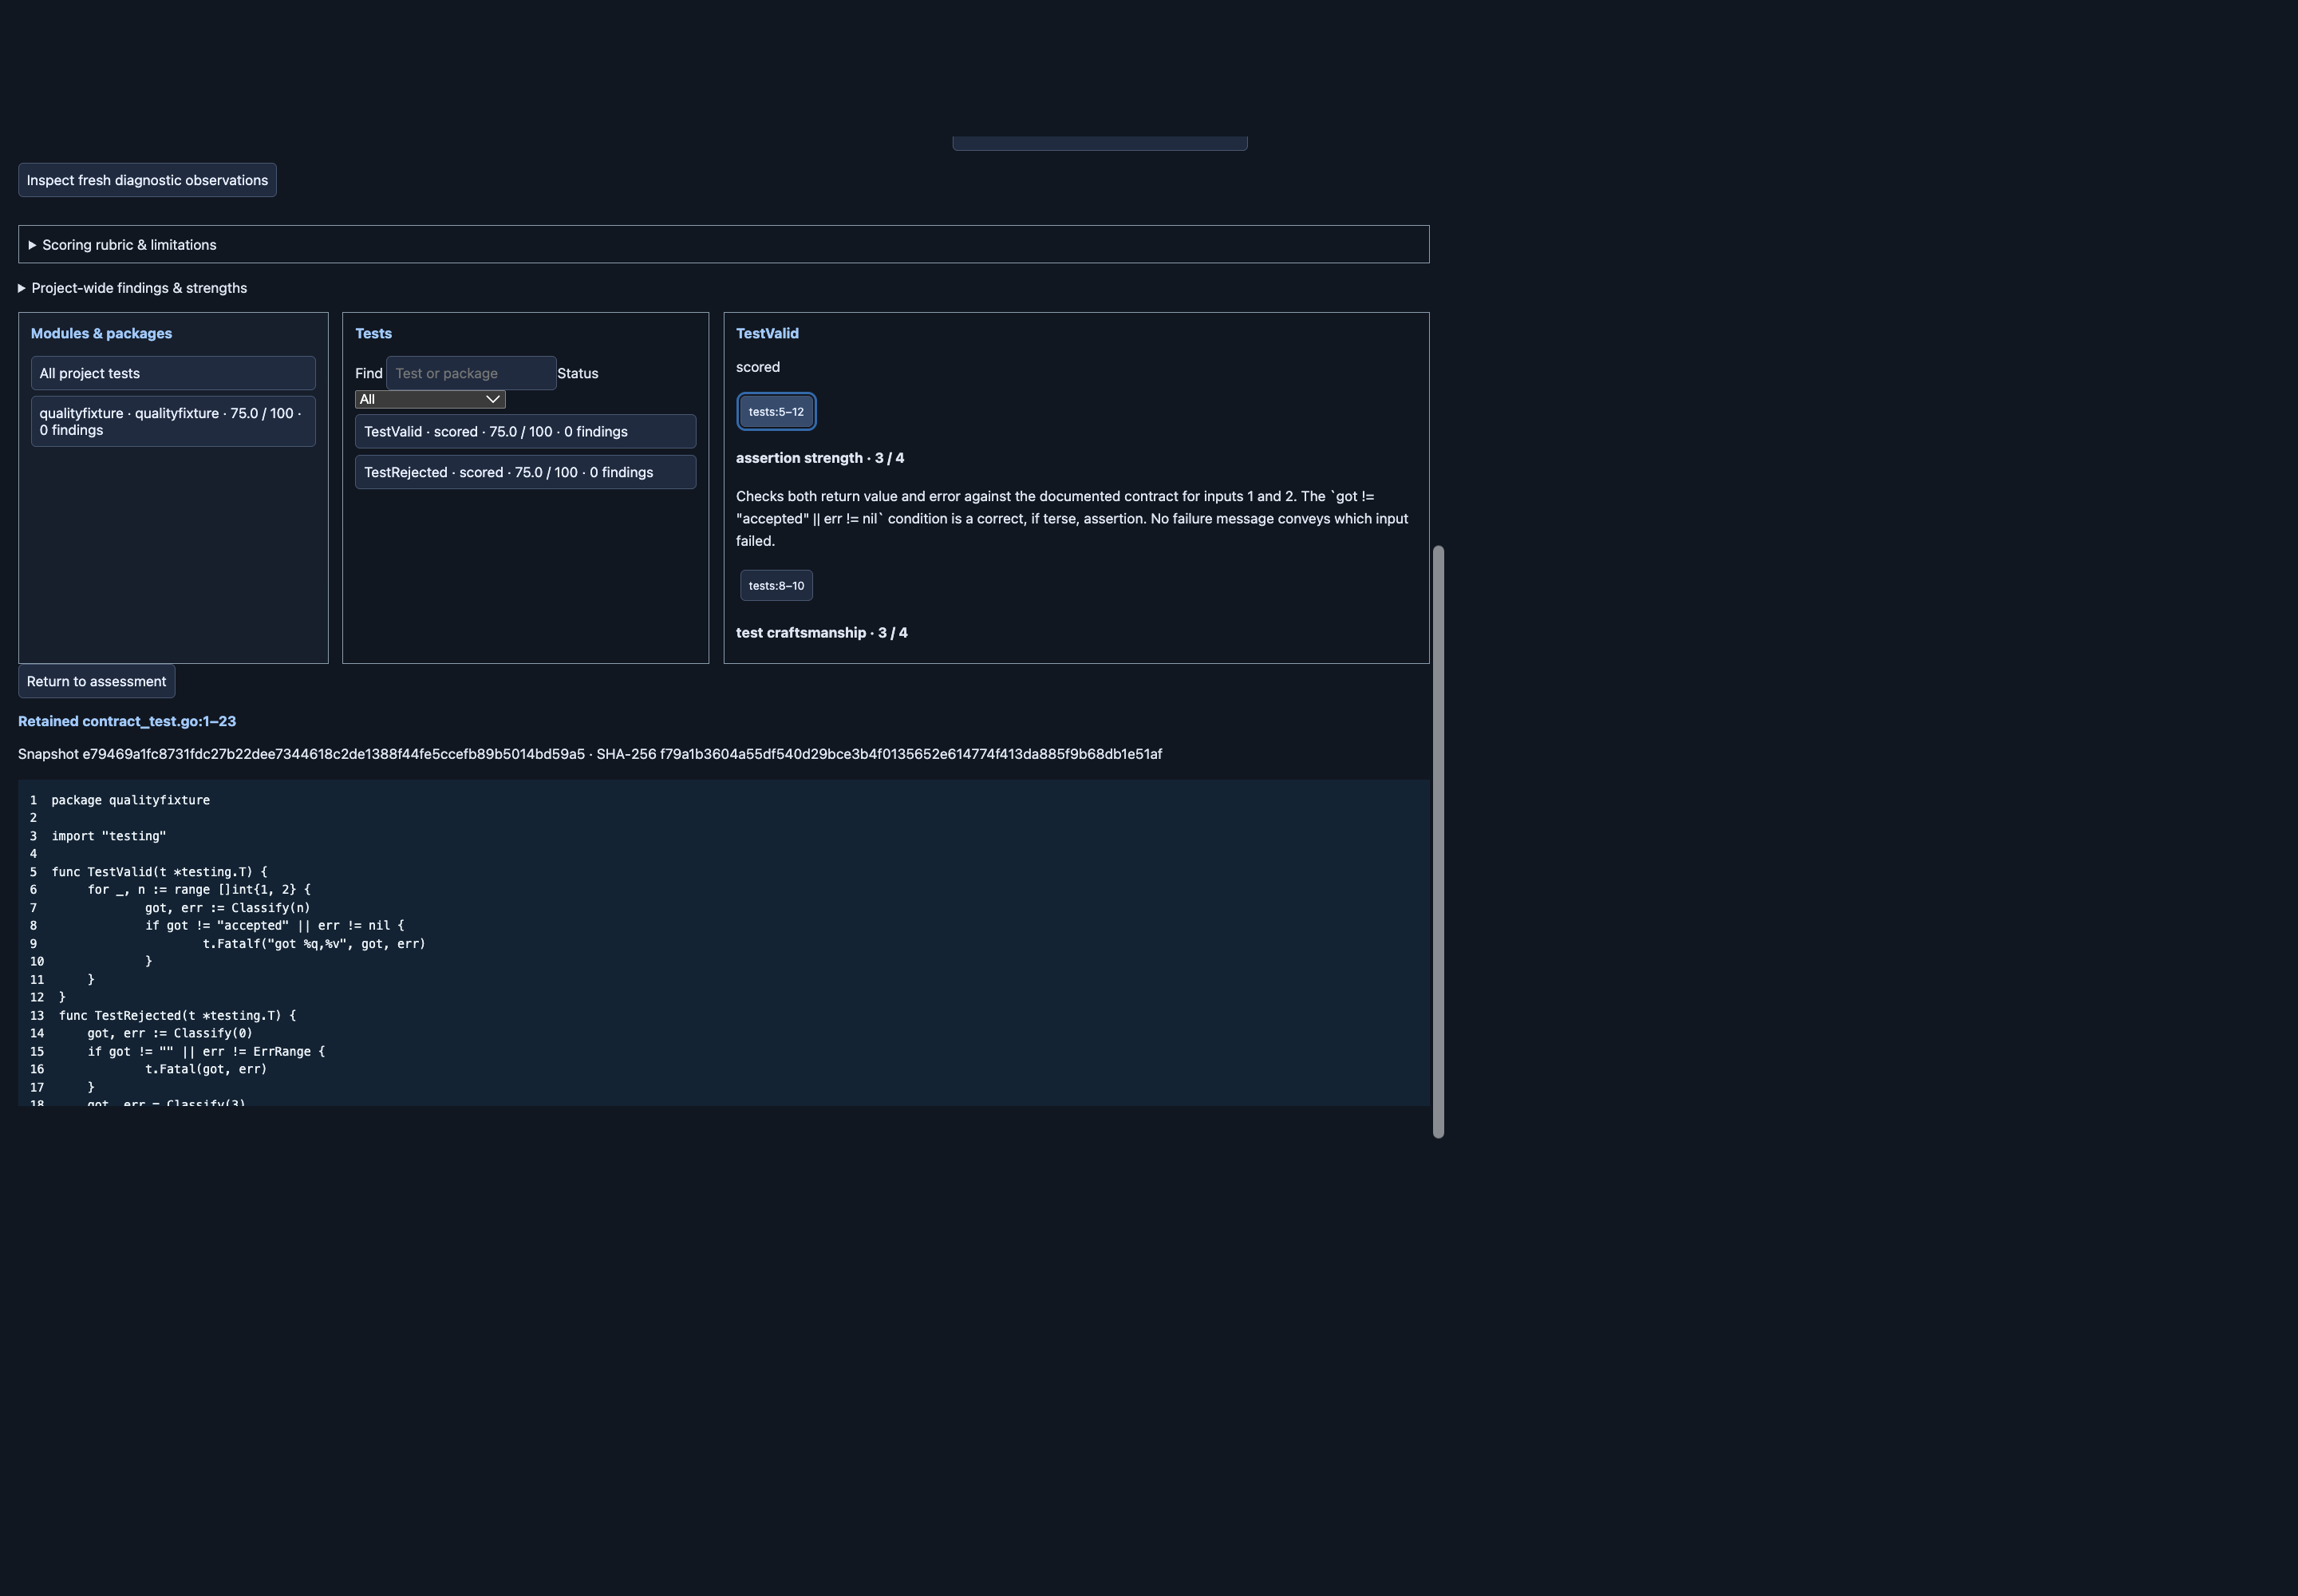 Inspect fresh diagnostic observations
▶ Scoring rubric & limitations
▶ Project-wide findings & strengths
Modules & packages
All project tests
qualityfixture · qualityfixture · 75.0 / 100 ·
0 findings
Tests
Find Test or package Status
All
TestValid · scored · 75.0 / 100 · 0 findings
TestRejected · scored · 75.0 / 100 · 0 findings
TestValid
scored
tests:5–12
assertion strength · 3 / 4
Checks both return value and error against the documented contract for inputs 1 and 2. The `got !=
"accepted" || err != nil` condition is a correct, if terse, assertion. No failure message conveys which input
failed.
tests:8–10
test craftsmanship · 3 / 4
Return to assessment
Retained contract_test.go:1–23
Snapshot e79469a1fc8731fdc27b22dee7344618c2de1388f44fe5ccefb89b5014bd59a5 · SHA-256 f79a1b3604a55df540d29bce3b4f0135652e614774f413da885f9b68db1e51af
1 package qualityfixture
2
3 import "testing"
4
5 func TestValid(t *testing.T) {
6 for _, n := range []int{1, 2} {
7 got, err := Classify(n)
8 if got != "accepted" || err != nil {
9 t.Fatalf("got %q,%v", got, err)
10 }
11 }
12 }
13 func TestRejected(t *testing.T) {
14 got, err := Classify(0)
15 if got != "" || err != ErrRange {
16 t.Fatal(got, err)
17 }
18 got, err = Classify(3)